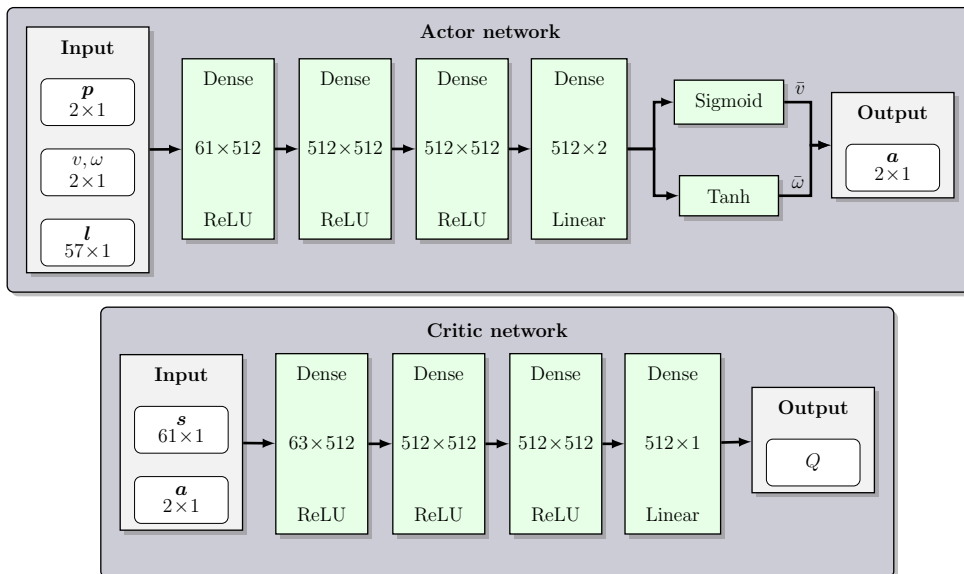 Actor network
Input
p
2×1
v, ω
2×1
l
57×1
Dense
61×512
ReLU
Dense
512×512
ReLU
Dense
512×512
ReLU
Dense
512×2
Linear
Sigmoid
v̄
Tanh
ω̄
Output
a
2×1
Critic network
Input
s
61×1
a
2×1
Dense
63×512
ReLU
Dense
512×512
ReLU
Dense
512×512
ReLU
Dense
512×1
Linear
Output
Q